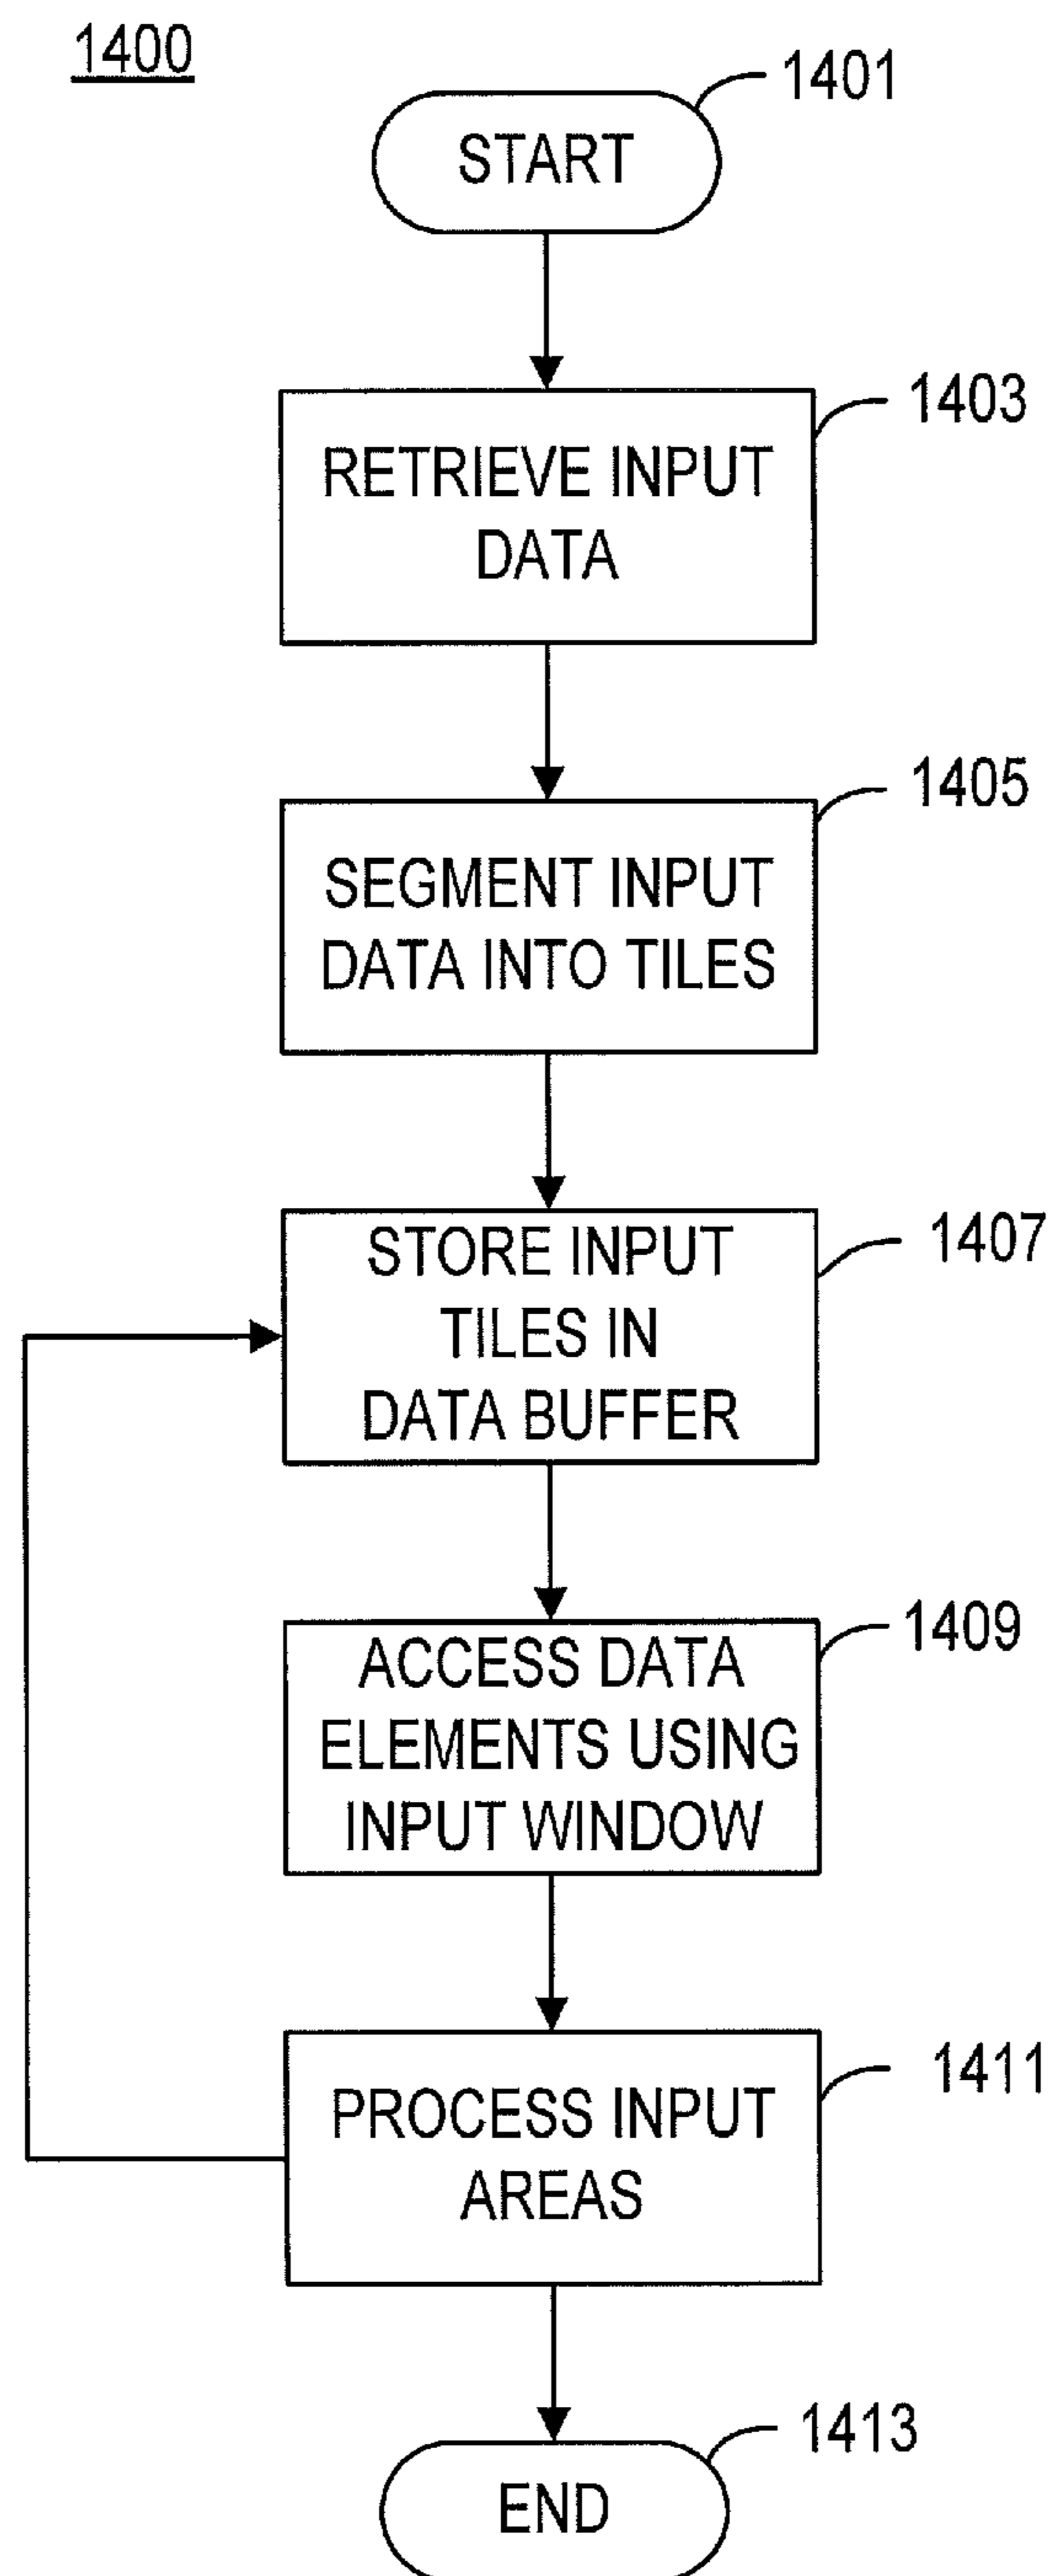 1400
1401
START
1403
RETRIEVE INPUT
DATA
1405
SEGMENT INPUT
DATA INTO TILES
1407
STORE INPUT
TILES IN
DATA BUFFER
1409
ACCESS DATA
ELEMENTS USING
INPUT WINDOW
1411
PROCESS INPUT
AREAS
1413
END